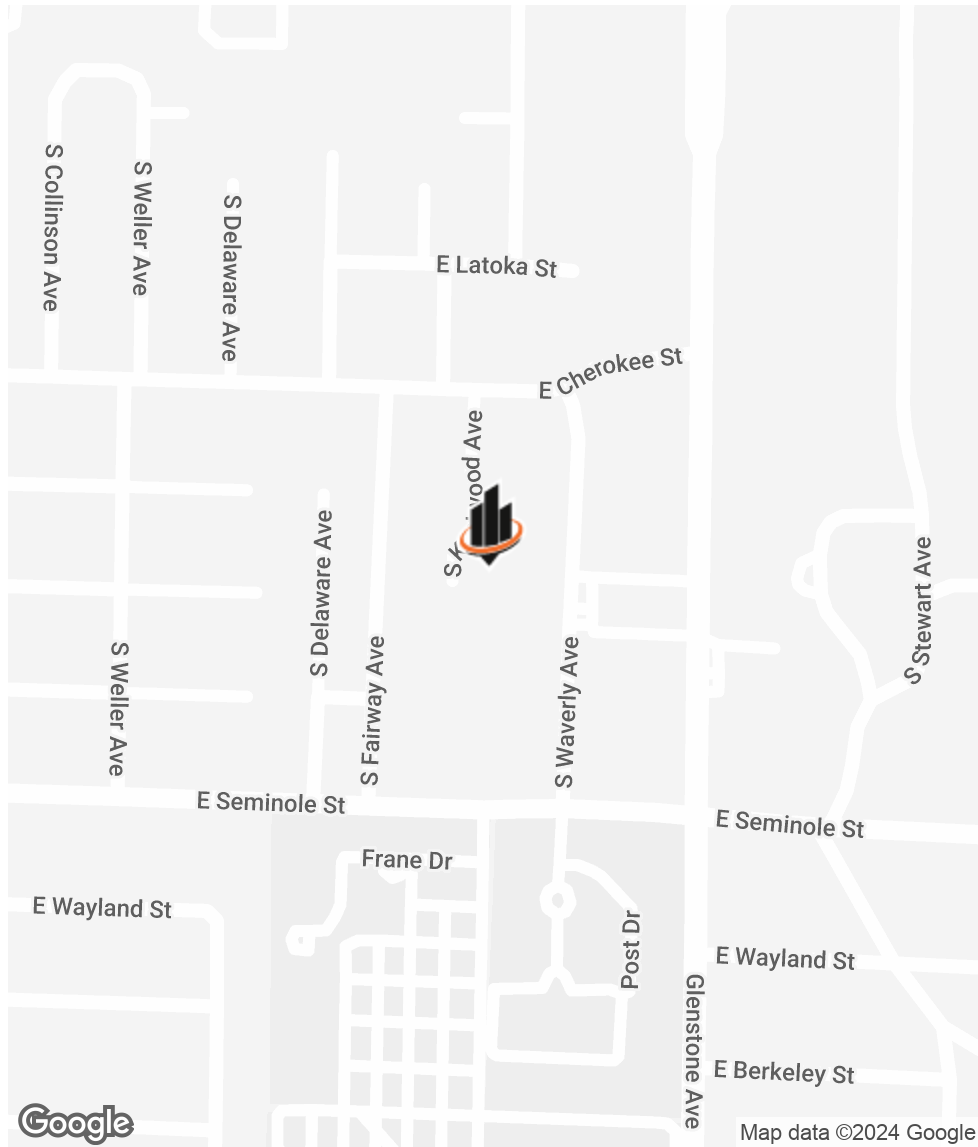 S Collinson Ave
S Weller Ave
S Delaware Ave
E Latoka St
E Cherokee St
S K wood Ave
S Delaware Ave
S Stewart Ave
S Weller Ave
S Fairway Ave
S Waverly Ave
E Seminole St
E Seminole St
Frane Dr
E Wayland St
Post Dr
E Wayland St
Glenstone Ave
E Berkeley St
Google
Map data ©2024 Google